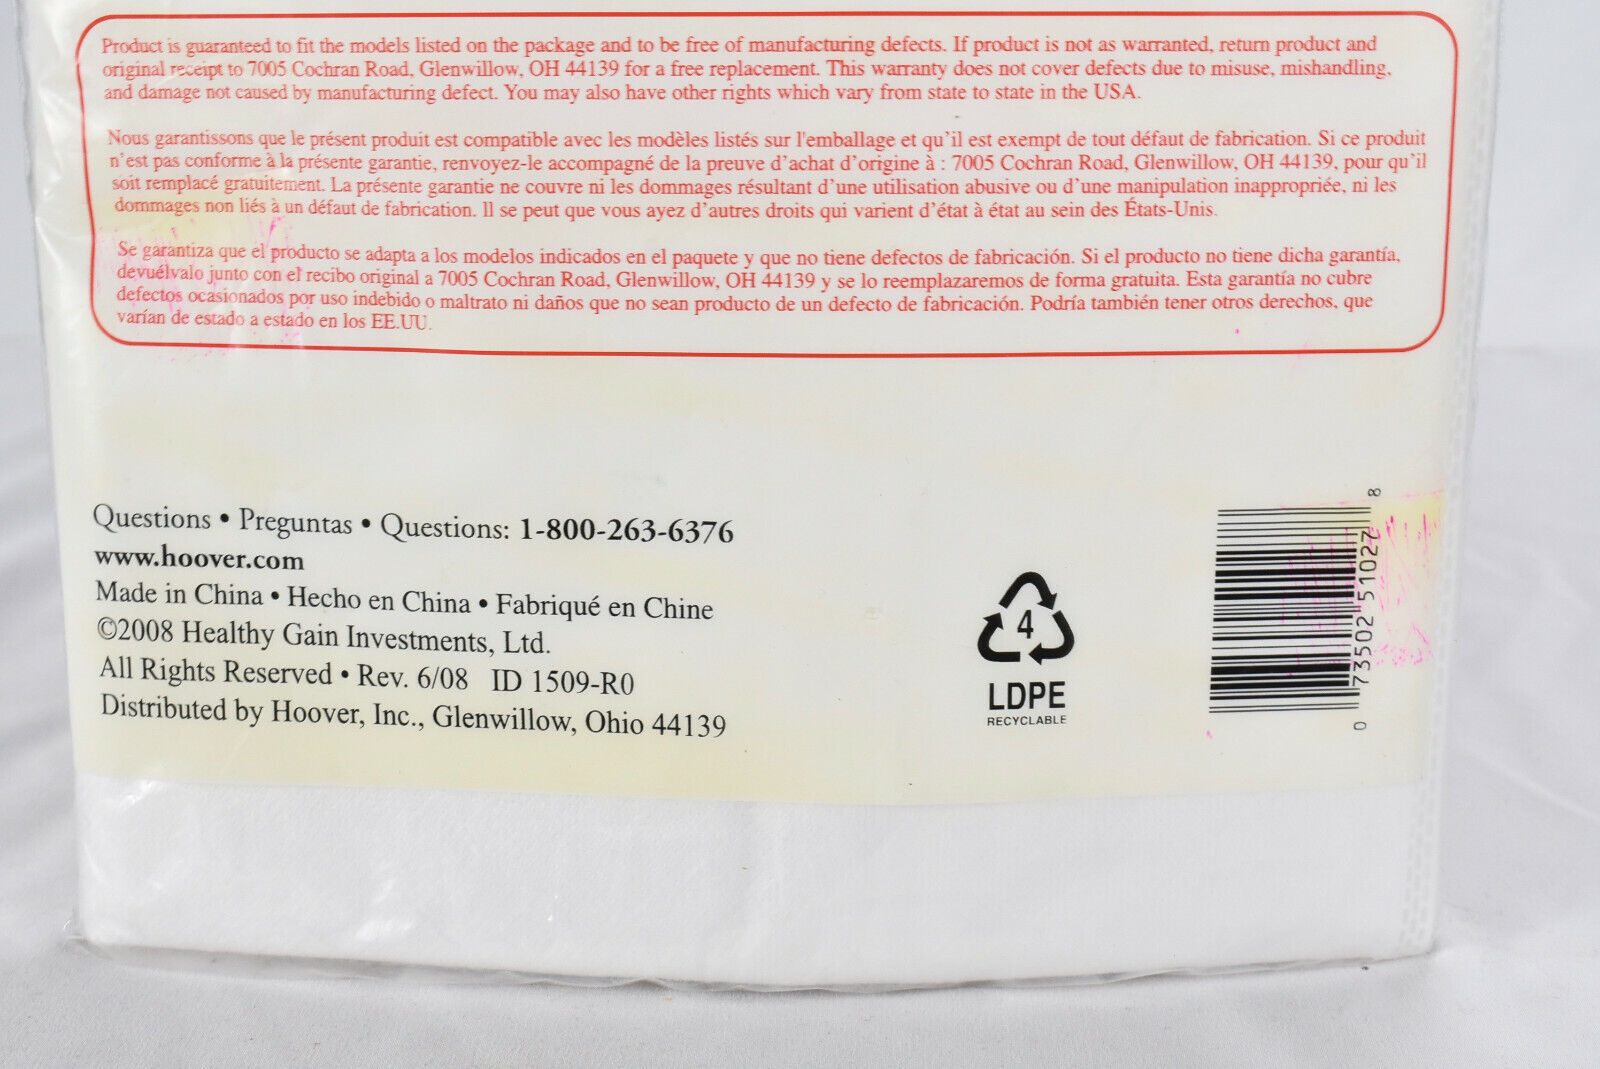 Product is guaranteed to fit the models listed on the package and to be free of manufacturing defects. If product is not as warranted, return product and
original receipt to 7005 Cochran Road, Glenwillow, OH 44139 for a free replacement. This warranty does not cover defects due to misuse, mishandling,
and damage not caused by manufacturing defect. You may also have other rights which vary from state to state in the USA.
Nous garantissons que le présent produit est compatible avec les modèles listés sur l'emballage et qu'il est exempt de tout défaut de fabrication. Si ce produit
n'est pas conforme à la présente garantie, renvoyez-le accompagné de la preuve d'achat d'origine à : 7005 Cochran Road, Glenwillow, OH 44139, pour qu'il
soit remplacé gratuitement. La présente garantie ne couvre ni les dommages résultant d'une utilisation abusive ou d'une manipulation inappropriée, ni les
dommages non liés à un défaut de fabrication. Il se peut que vous ayez d'autres droits qui varient d'état à état au sein des États-Unis.
Se garantiza que el producto se adapta a los modelos indicados en el paquete y que no tiene defectos de fabricación. Si el producto no tiene dicha garantía,
devuélvalo junto con el recibo original a 7005 Cochran Road, Glenwillow, OH 44139 y se lo reemplazaremos de forma gratuita. Esta garantía no cubre
defectos ocasionados por uso indebido o maltrato ni daños que no sean producto de un defecto de fabricación. Podría también tener otros derechos, que
varían de estado a estado en los EE.UU.
Questions • Preguntas • Questions: 1-800-263-6376
www.hoover.com
Made in China • Hecho en China • Fabriqué en Chine
©2008 Healthy Gain Investments, Ltd.
All Rights Reserved • Rev. 6/08 ID 1509-R0
Distributed by Hoover, Inc., Glenwillow, Ohio 44139
4
LDPE
RECYCLABLE
0 73502 51027 8